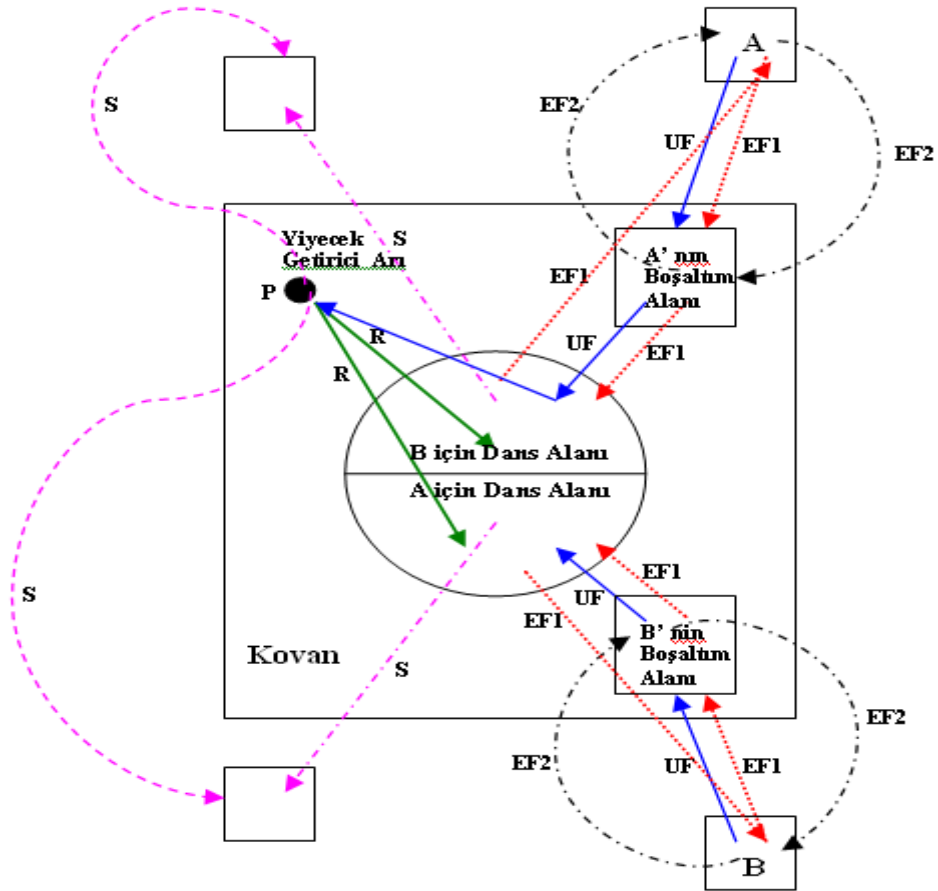 A
S
EF2
UF
EF1
EF2
Yiyecek
Getirici Arı
S
A' nın
Boşaltım
Alanı
P
EF1
R
UF
EF1
R
B için Dans Alanı
A için Dans Alanı
S
EF1
UF
EF1
B' nin
Boşaltım
Alanı
Kovan
S
EF2
EF2
UF
EF1
B